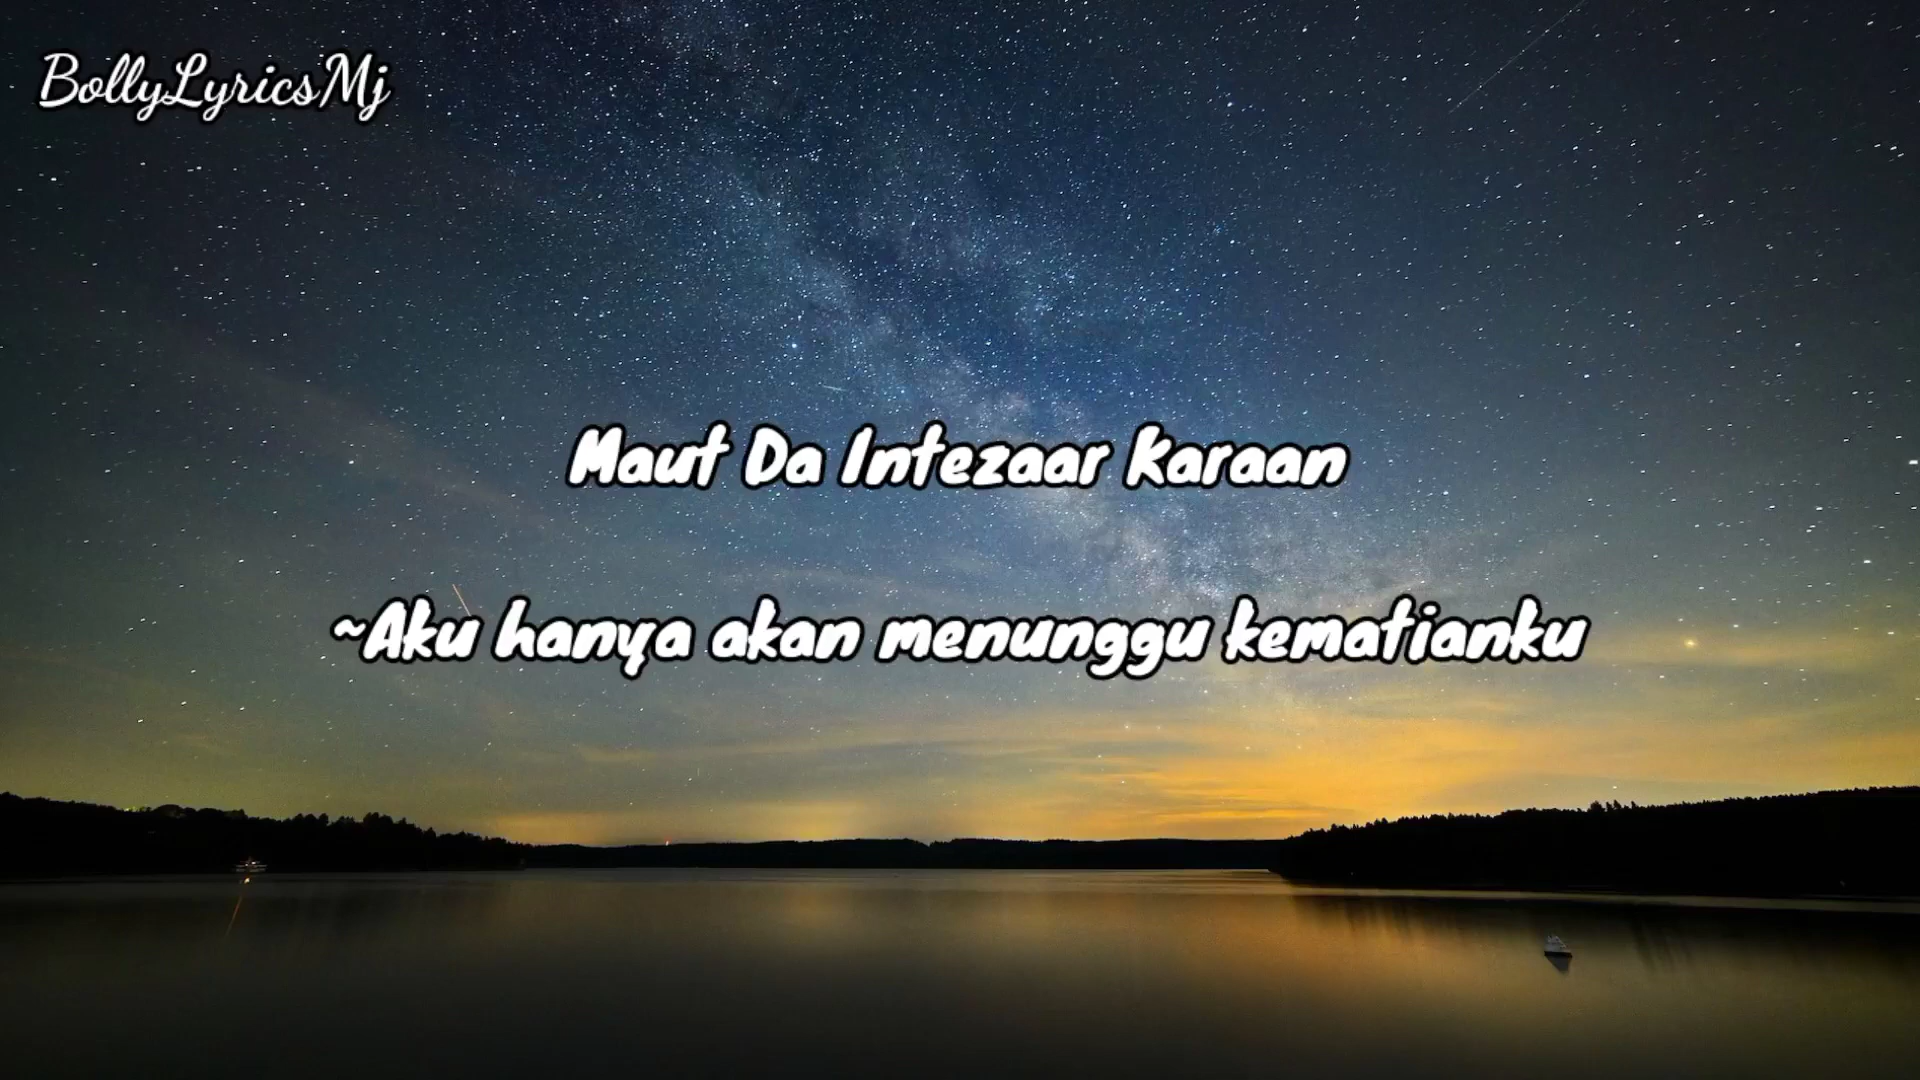 BollyLyricsMj
Maut Da Intezaar Karaan
~Aku hanya akan menunggu kematianku